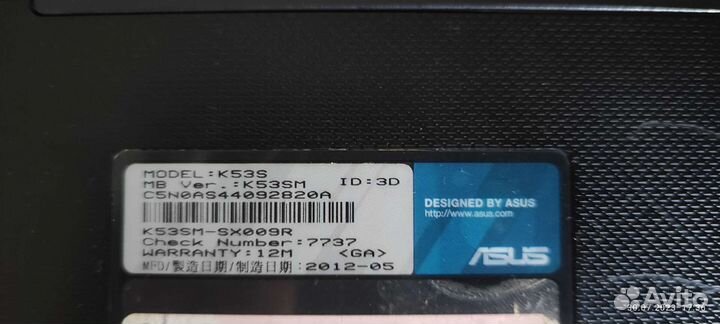 MODEL:K53S
MB Ver.:K53SM ID:3D
C5N0AS44092820A
K53SM-SX009R
Check Number:7737
WARRANTY:12M <GA>
MFD/製造日期/制造日期:2012-05
DESIGNED BY ASUS
http://www.asus.com
ASUS
Avito